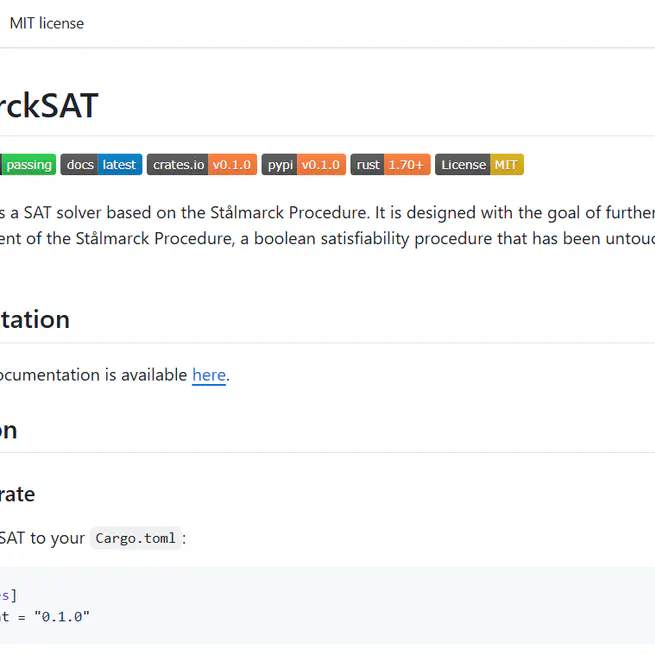 MIT license
rckSAT
passing docs latest crates.io v0.1.0 pypi v0.1.0 rust 1.70+ License MIT
s a SAT solver based on the Stålmarck Procedure. It is designed with the goal of further
ent of the Stålmarck Procedure, a boolean satisfiability procedure that has been untouc
tation
ocumentation is available here.
on
rate
SAT to your Cargo.toml:
es]
at = "0.1.0"